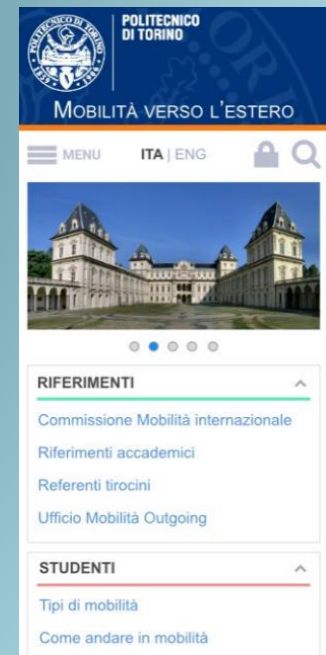 POLITECNICO
DI TORINO
MOBILITÀ VERSO L'ESTERO
MENU ITA | ENG
RIFERIMENTI
Commissione Mobilità internazionale
Riferimenti accademici
Referenti tirocini
Ufficio Mobilità Outgoing
STUDENTI
Tipi di mobilità
Come andare in mobilità